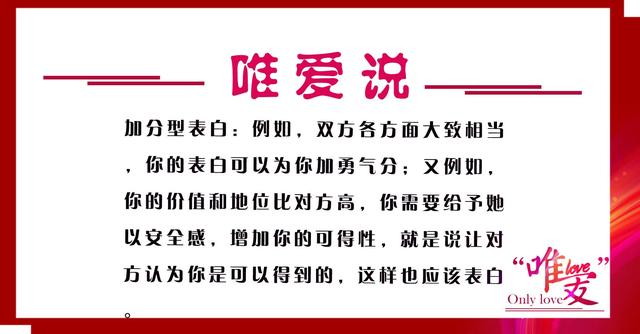 唯爱说
加分型表白：例如，双方各方面大致相当
，你的表白可以为你加勇气分；又例如，
你的价值和地位比对方高，你需要给予她
以安全感，增加你的可得性，就是说让对
方认为你是可以得到的，这样也应该表白
。
“唯love爱”
Only love